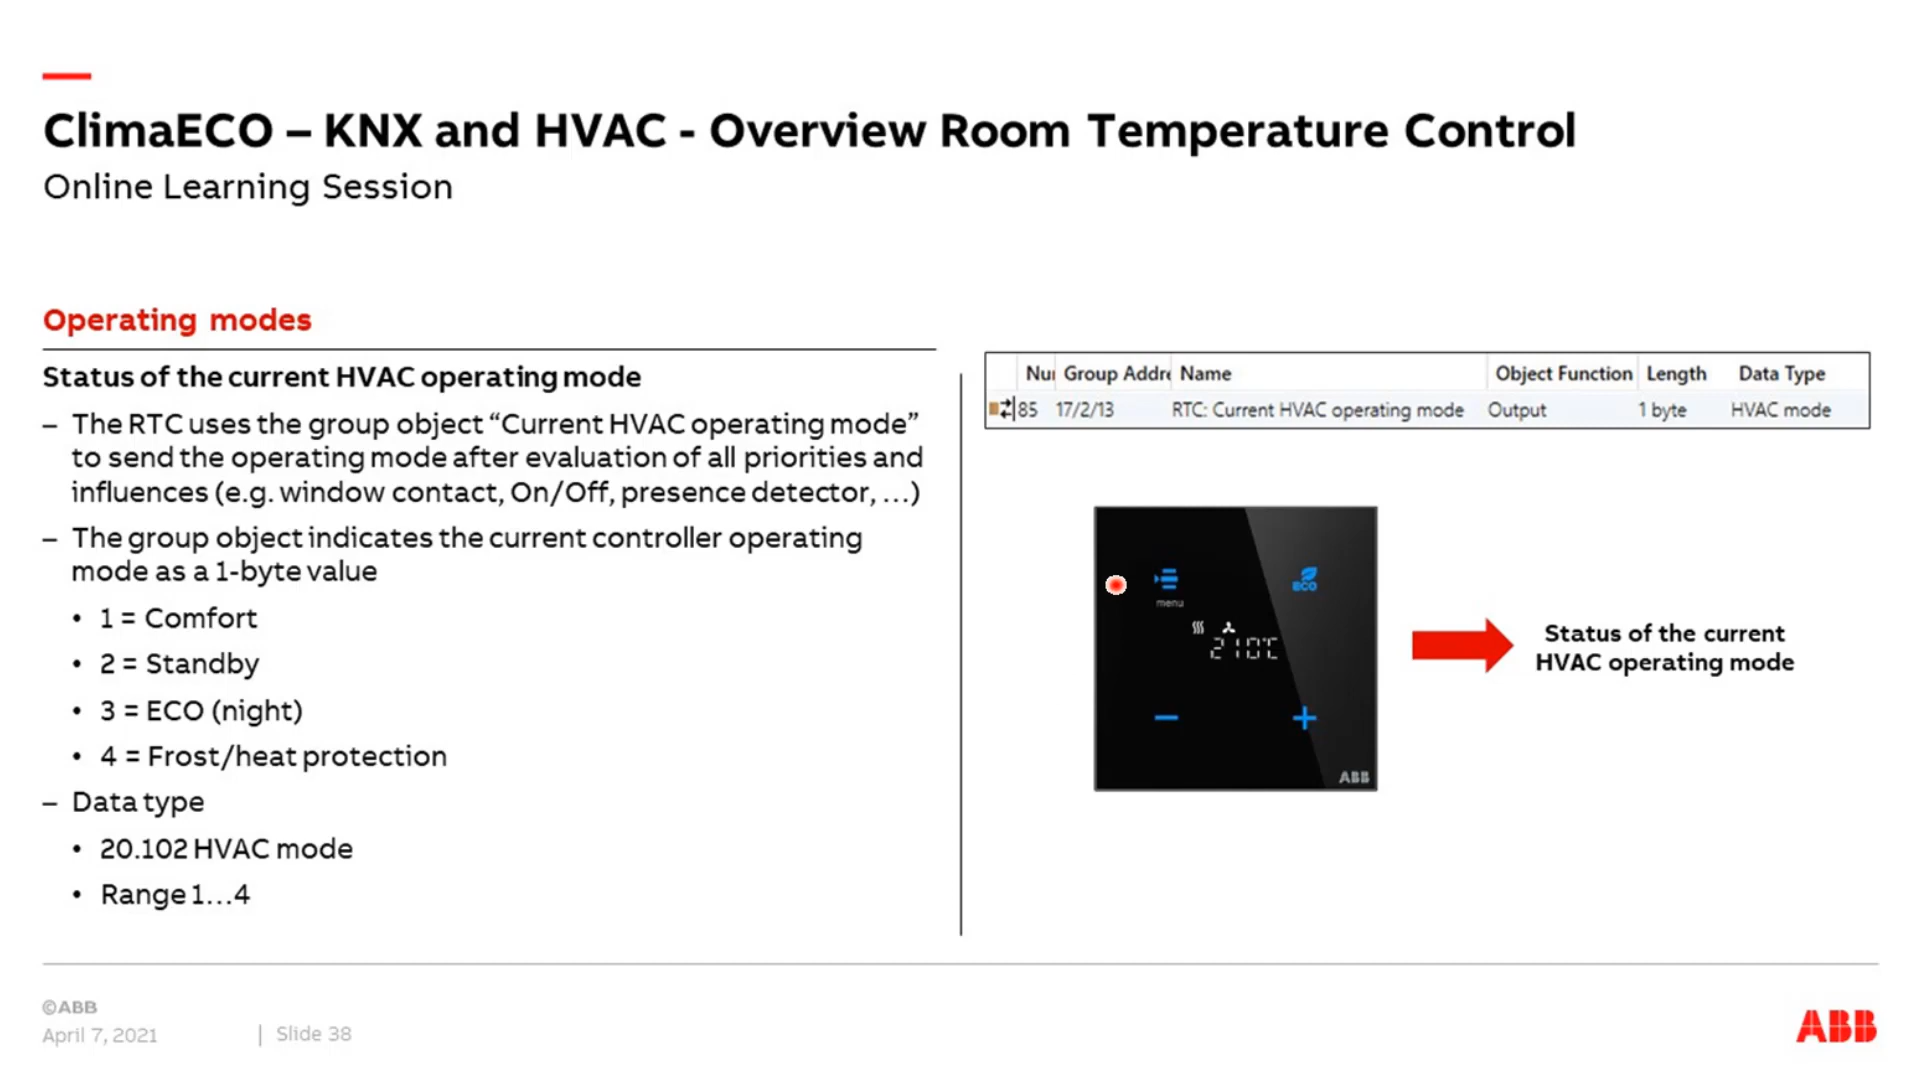 ClimaECO – KNX and HVAC - Overview Room Temperature Control
Online Learning Session
Operating modes
Status of the current HVAC operating mode
– The RTC uses the group object “Current HVAC operating mode”
to send the operating mode after evaluation of all priorities and
influences (e.g. window contact, On/Off, presence detector, …)
– The group object indicates the current controller operating
mode as a 1-byte value
• 1 = Comfort
• 2 = Standby
• 3 = ECO (night)
• 4 = Frost/heat protection
– Data type
• 20.102 HVAC mode
• Range 1…4
Nur Group Addre Name Object Function Length Data Type
85 17/2/13 RTC: Current HVAC operating mode Output 1 byte HVAC mode
menu
ECO
21.0°C
ABB
Status of the current
HVAC operating mode
©ABB
April 7, 2021 | Slide 38
ABB